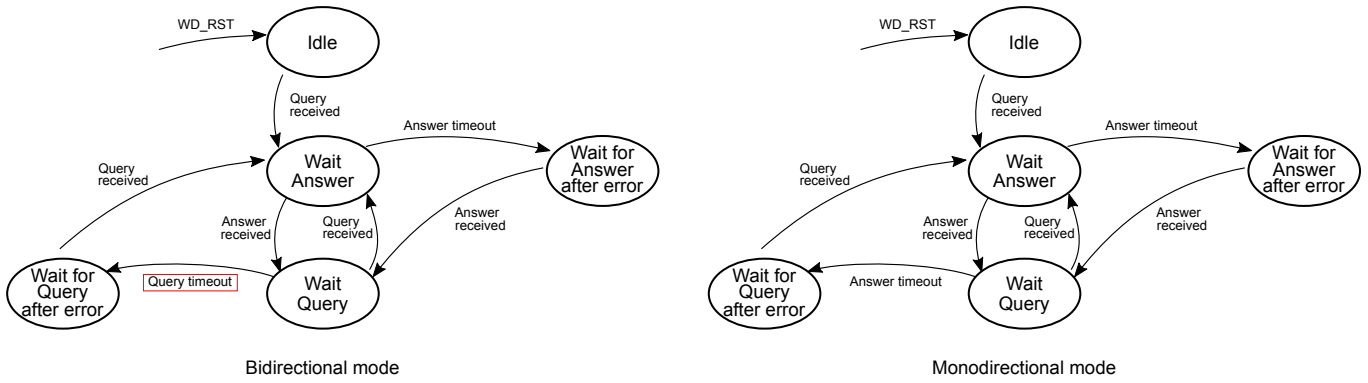 WD_RST
Idle
Query
received
Answer timeout
Wait
Answer
Wait for
Answer
after error
Query
received
Answer
received
Query
received
Answer
received
Wait for
Query
after error
Query timeout
Wait
Query
Bidirectional mode
WD_RST
Idle
Query
received
Answer timeout
Wait
Answer
Wait for
Answer
after error
Query
received
Answer
received
Query
received
Answer
received
Wait for
Query
after error
Answer timeout
Wait
Query
Monodirectional mode